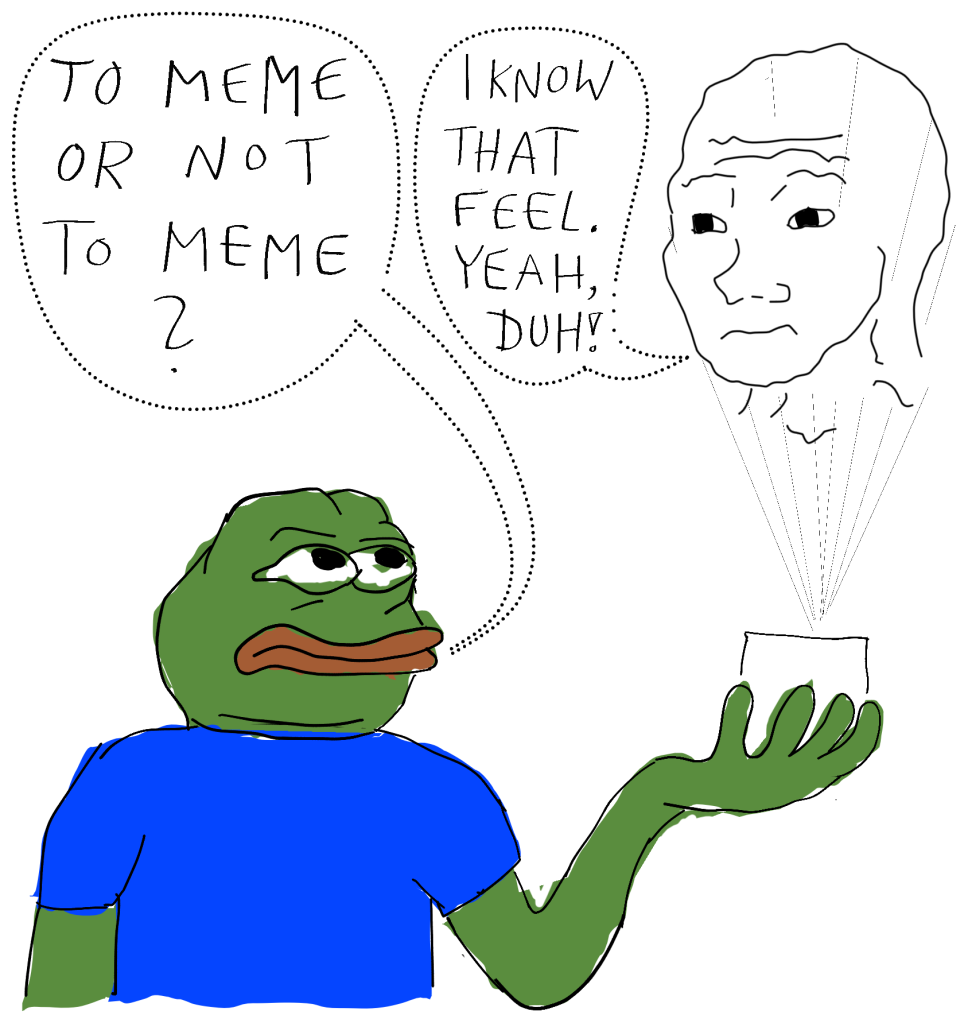 TO MEME
OR NOT
TO MEME
?
I KNOW
THAT
FEEL.
YEAH,
DUH!